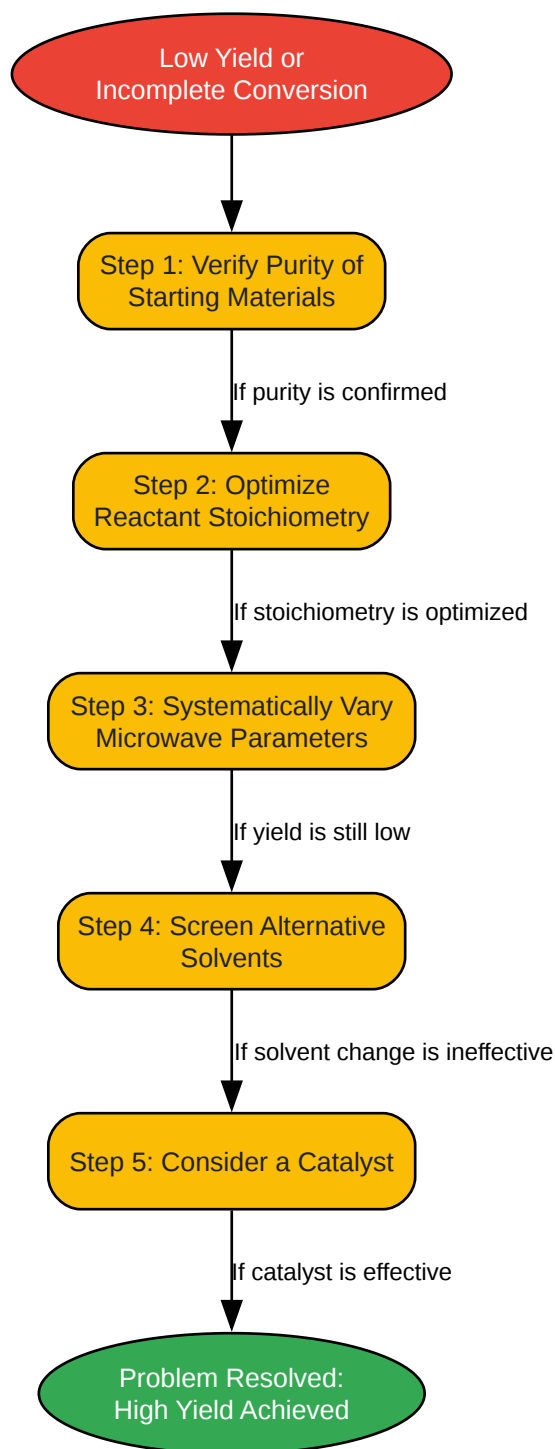 Low Yield or
Incomplete Conversion
Step 1: Verify Purity of
Starting Materials
If purity is confirmed
Step 2: Optimize
Reactant Stoichiometry
If stoichiometry is optimized
Step 3: Systematically Vary
Microwave Parameters
If yield is still low
Step 4: Screen Alternative
Solvents
If solvent change is ineffective
Step 5: Consider a Catalyst
If catalyst is effective
Problem Resolved:
High Yield Achieved